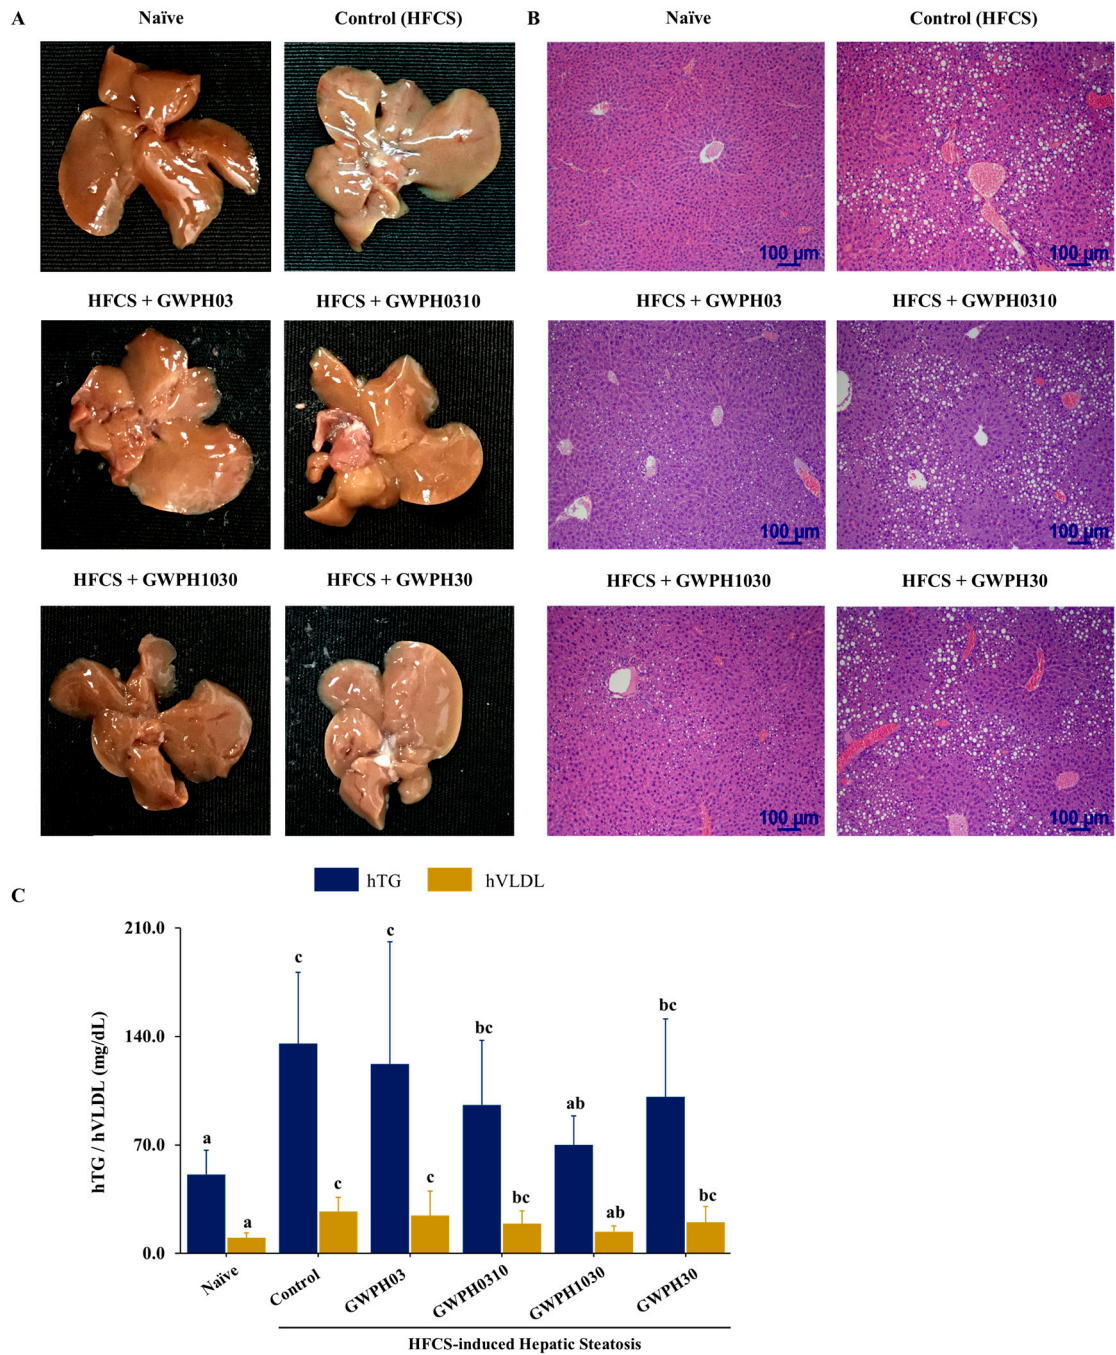 A
Naïve
Control (HFCS)
B
Naïve
Control (HFCS)
100 µm
100 µm
HFCS + GWPH03
HFCS + GWPH0310
HFCS + GWPH03
HFCS + GWPH0310
100 µm
100 µm
HFCS + GWPH1030
HFCS + GWPH30
HFCS + GWPH1030
HFCS + GWPH30
100 µm
100 µm
hTG
hVLDL
C
hTG / hVLDL (mg/dL)
210.0
140.0
70.0
0.0
a
a
c
c
c
c
bc
bc
ab
ab
bc
bc
Naïve
Control
GWPH03
GWPH0310
GWPH1030
GWPH30
HFCS-induced Hepatic Steatosis